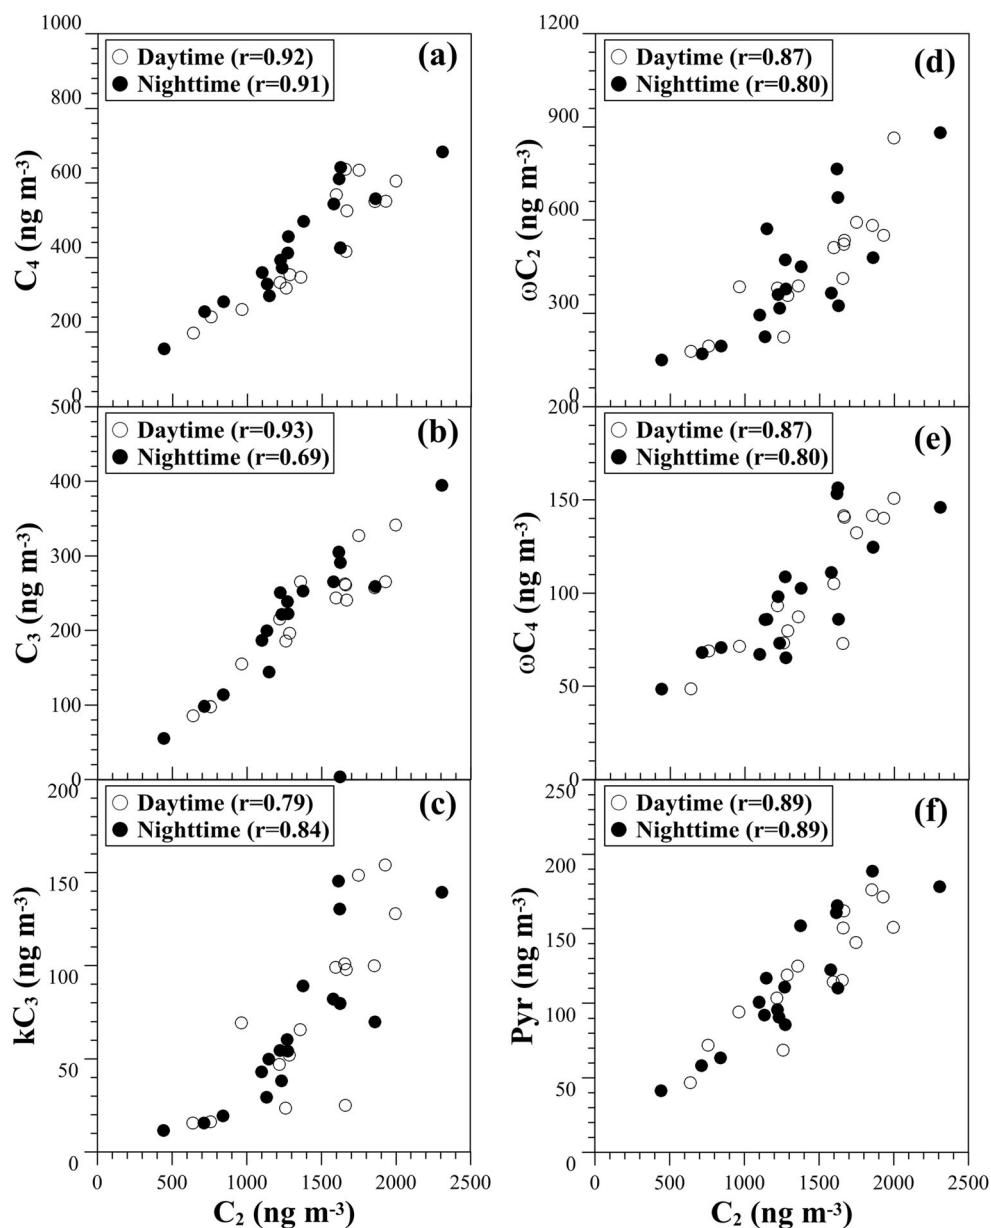 1000
800
600
400
200
0
C₄ (ng m⁻³)
Daytime (r=0.92)
Nighttime (r=0.91)
(a)
1200
900
600
300
0
ωC₂ (ng m⁻³)
Daytime (r=0.87)
Nighttime (r=0.80)
(d)
500
400
300
200
100
0
C₃ (ng m⁻³)
Daytime (r=0.93)
Nighttime (r=0.69)
(b)
200
150
100
50
0
ωC₄ (ng m⁻³)
Daytime (r=0.87)
Nighttime (r=0.80)
(e)
200
150
100
50
0
kC₃ (ng m⁻³)
Daytime (r=0.79)
Nighttime (r=0.84)
(c)
0 500 1000 1500 2000 2500
C₂ (ng m⁻³)
250
200
150
100
50
0
Pyr (ng m⁻³)
Daytime (r=0.89)
Nighttime (r=0.89)
(f)
0 500 1000 1500 2000 2500
C₂ (ng m⁻³)